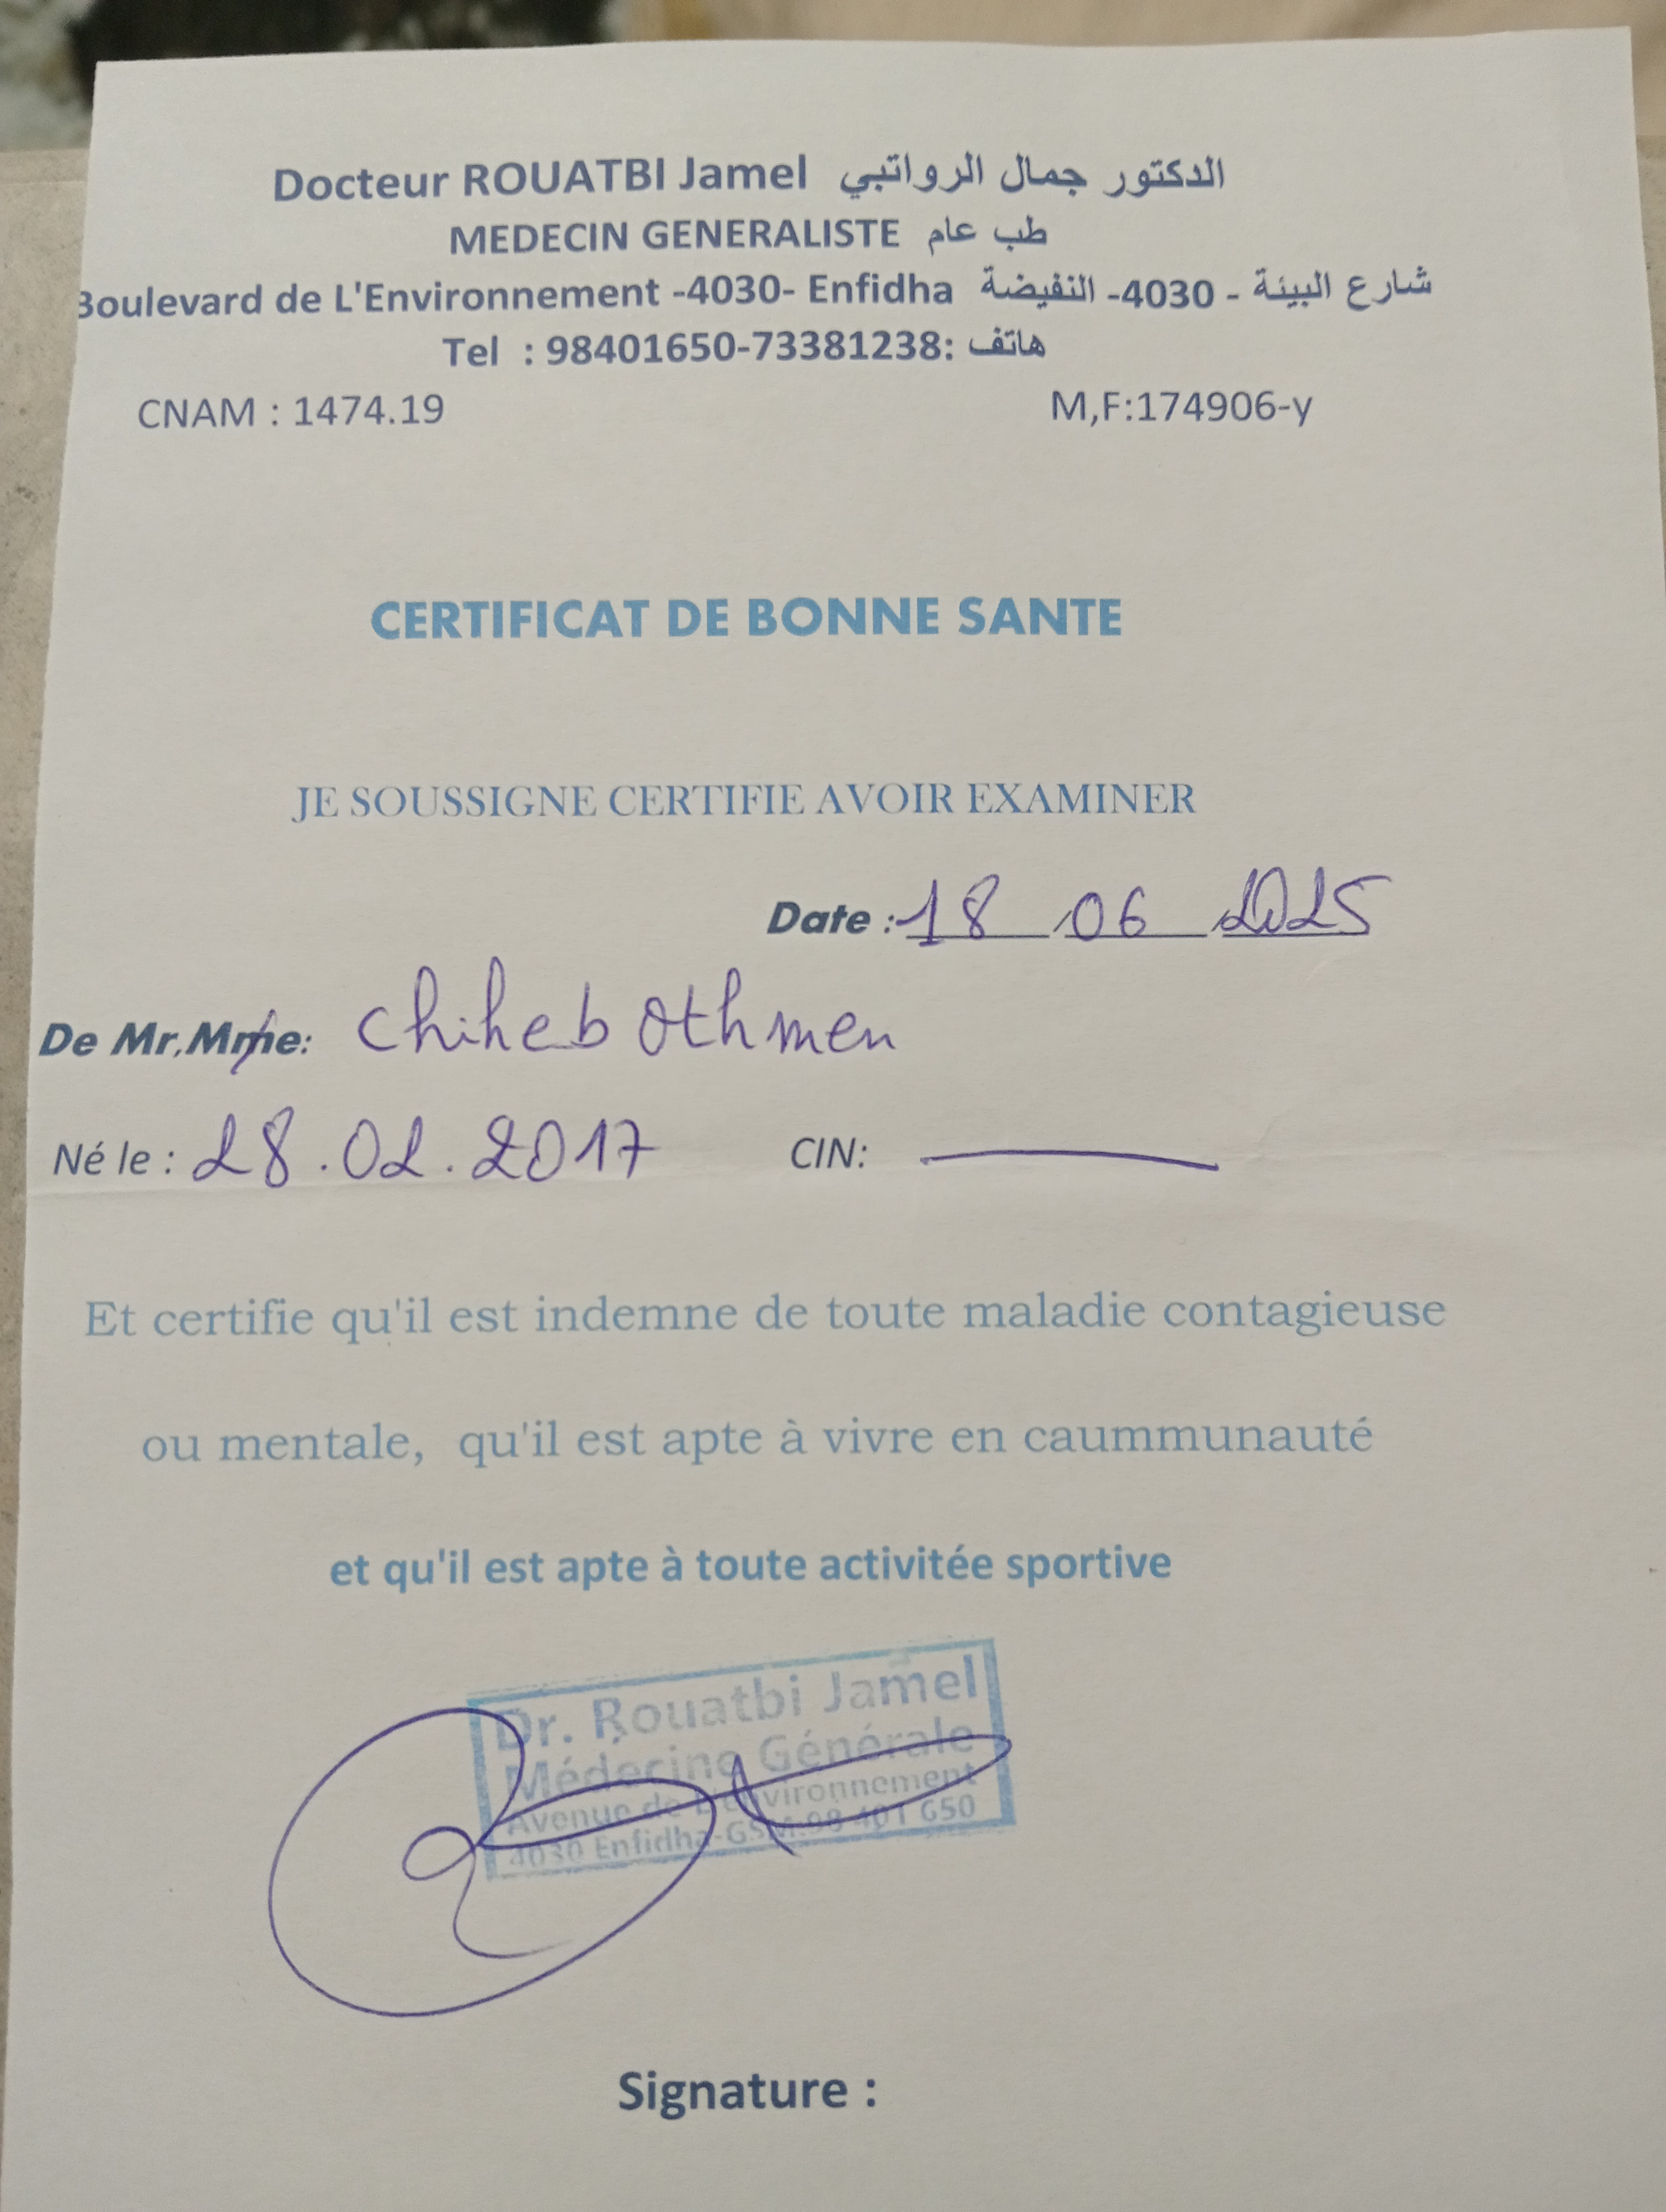 Docteur ROUATBI Jamel الدكتور جمال الرواتبي
MEDECIN GENERALISTE طب عام
Boulevard de L'Environnement -4030- Enfidha شارع البيئة - 4030- النفيضة
Tel : 98401650-73381238: هاتف
CNAM : 1474.19 M,F:174906-y
CERTIFICAT DE BONNE SANTE
JE SOUSSIGNE CERTIFIE AVOIR EXAMINER
Date : 18 06 2025
De Mr,Mme: Chiheb Othmen
Né le : 28.02.2017 CIN:
Et certifie qu'il est indemne de toute maladie contagieuse
ou mentale, qu'il est apte à vivre en caummunauté
et qu'il est apte à toute activitée sportive
Dr. Rouatbi Jamel
Médecine Générale
Avenue de L'environnement
4030 Enfidha-GSM:98 401 650
Signature :